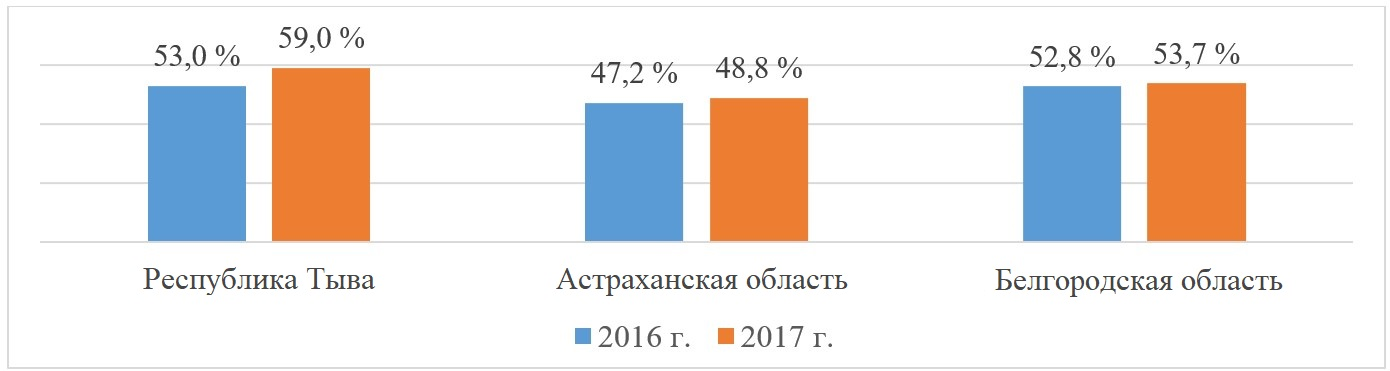 53,0 % 59,0 % 47,2 % 48,8 % 52,8 % 53,7 %
Республика Тыва Астраханская область Белгородская область
2016 г. 2017 г.